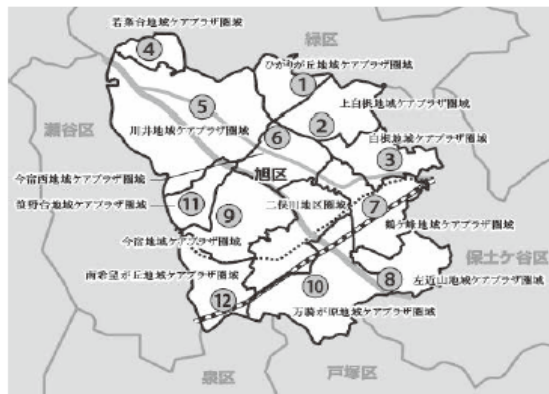 若葉台地域ケアプラザ圏域
緑区
④
ひかりが丘地域ケアプラザ圏域
①
⑤
上白根地域ケアプラザ圏域
瀬谷区
②
川井地域ケアプラザ圏域
⑥
白根地域ケアプラザ圏域
③
今宿西地域ケアプラザ圏域
旭区
笹野台地域ケアプラザ圏域
⑪
⑨
二俣川地区圏域
⑦
鶴ケ峰地域ケアプラザ圏域
今宿地域ケアプラザ圏域
保土ケ谷区
南希望が丘地域ケアプラザ圏域
⑩
⑧
左近山地域ケアプラザ圏域
⑫
万騎が原地域ケアプラザ圏域
泉区
戸塚区